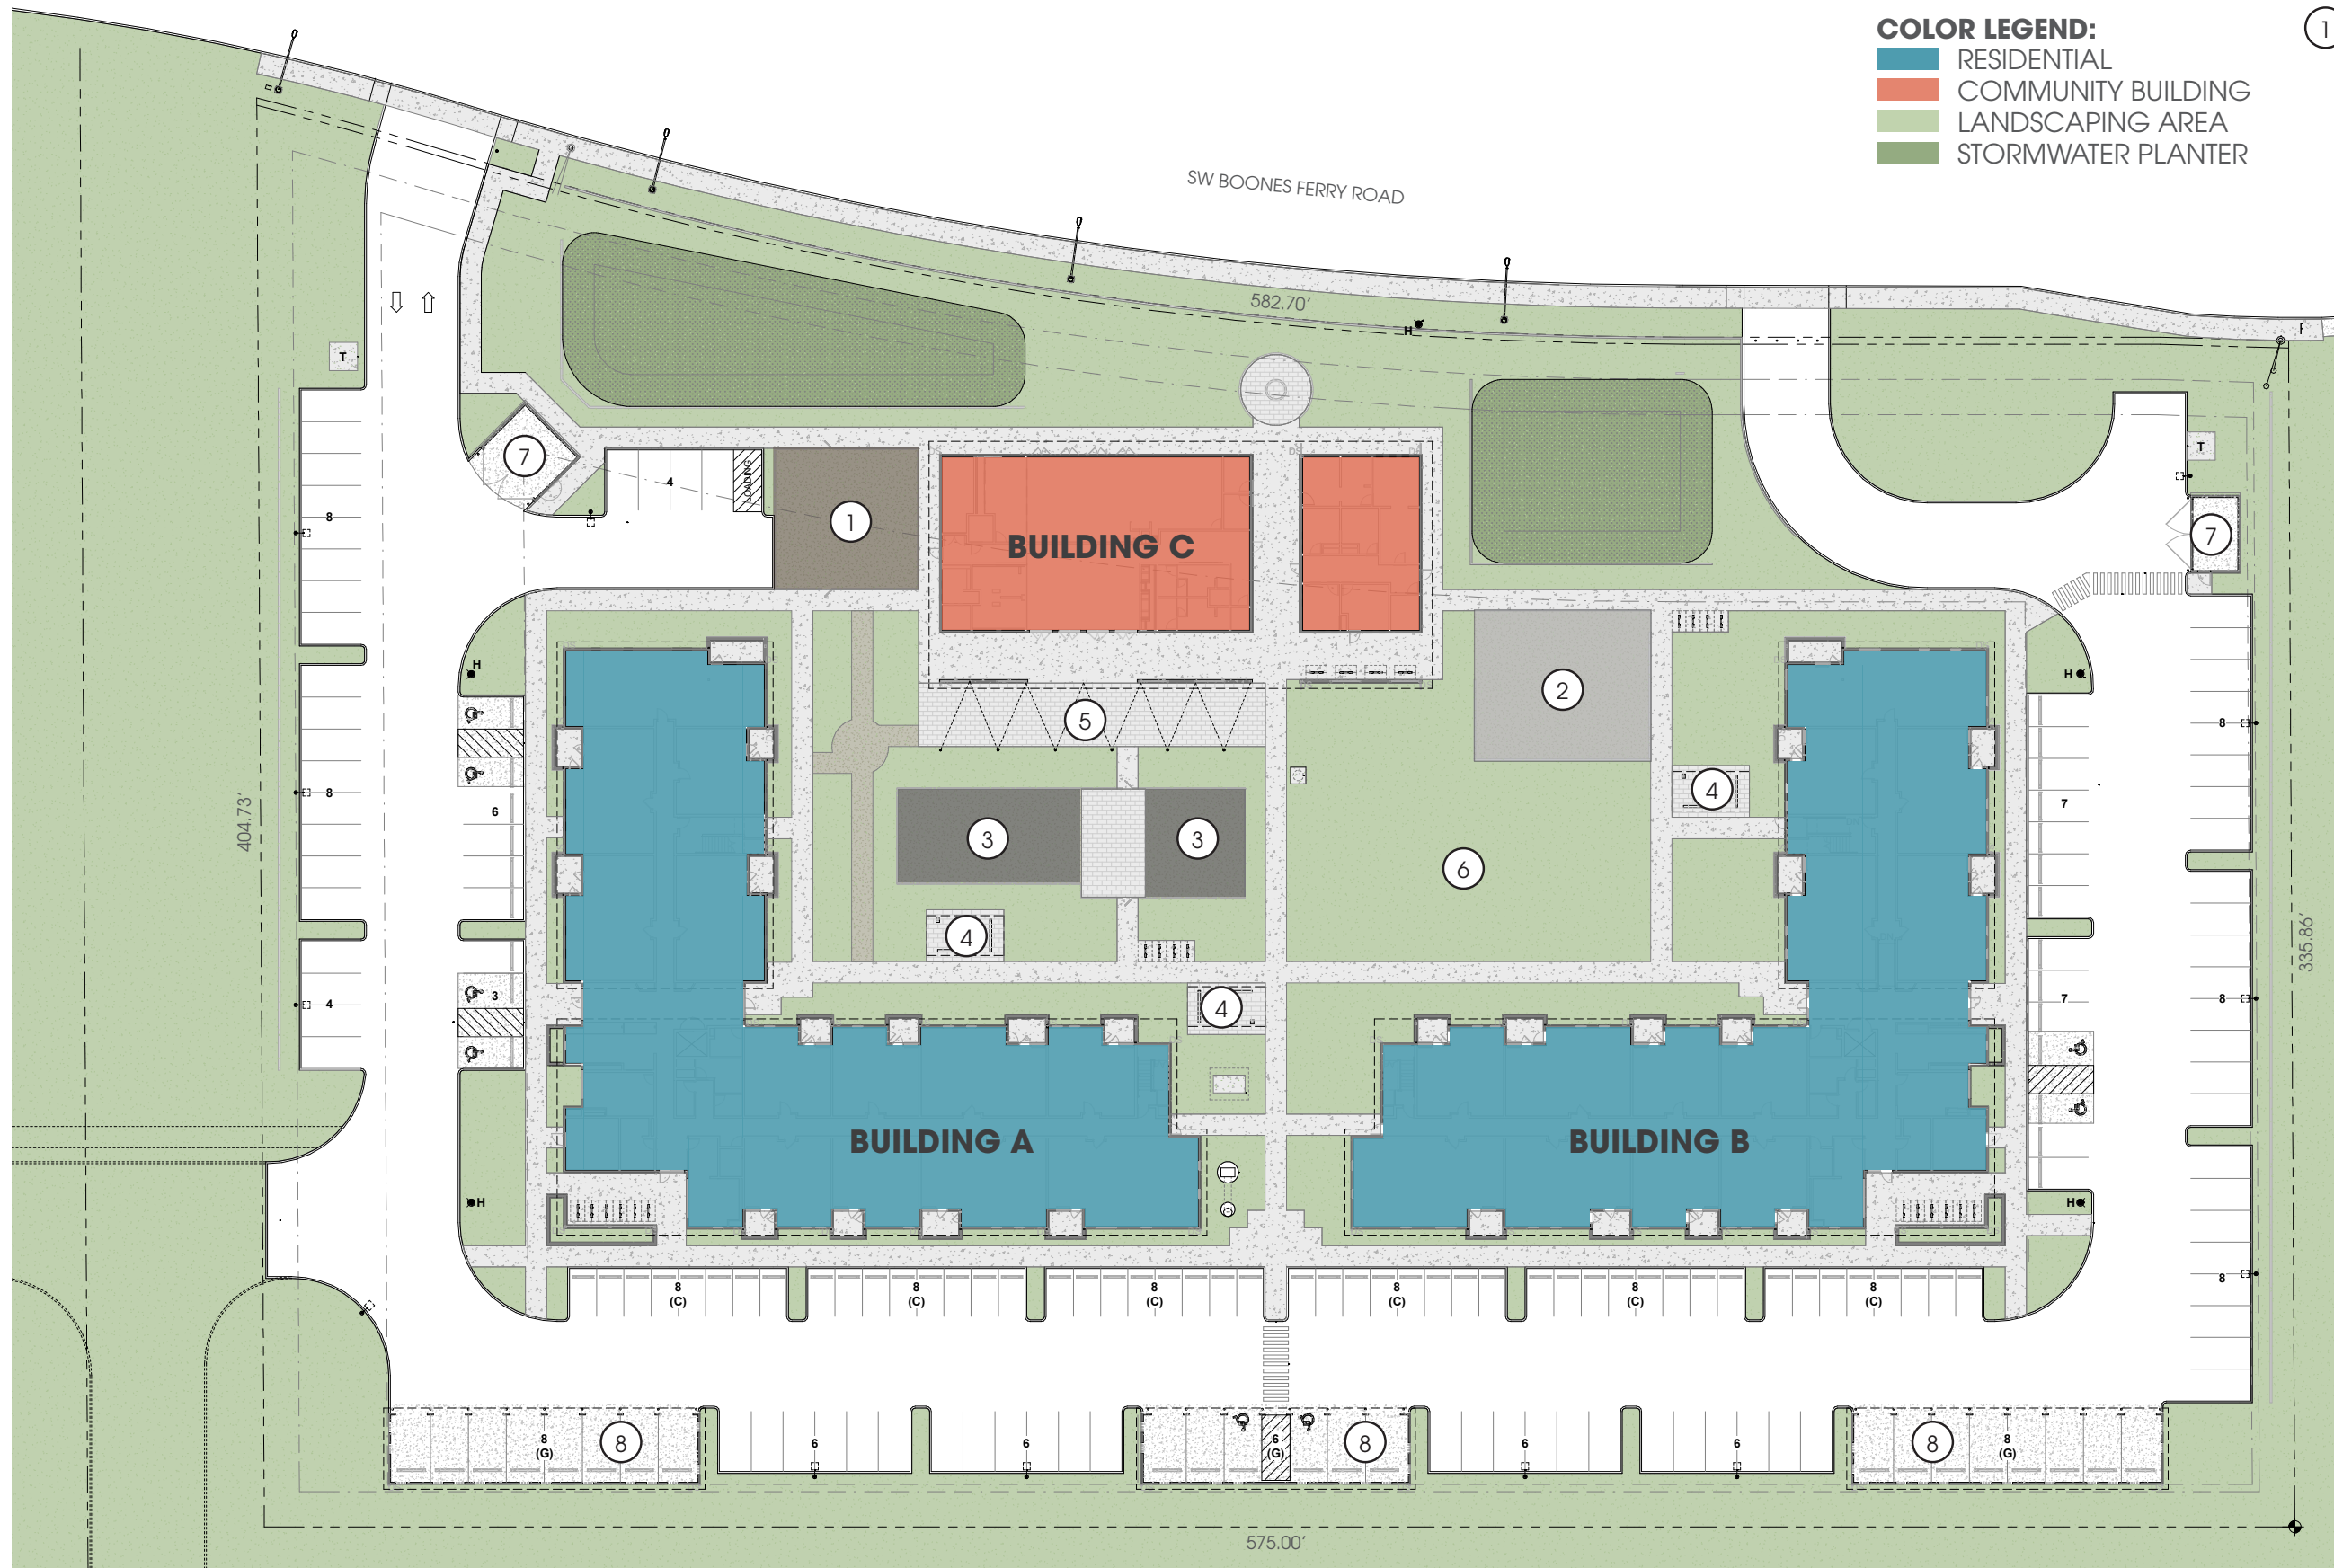 COLOR LEGEND:
RESIDENTIAL
COMMUNITY BUILDING
LANDSCAPING AREA
STORMWATER PLANTER
1
SW BOONES FERRY ROAD
582.70'
H
T
T
7
4
LOADING
1
BUILDING C
7
8
H
2
H
5
8
6
8
4
7
3
3
6
404.73'
4
4
335.86'
4
3
8
7
4
BUILDING A
BUILDING B
H
H
8
(C)
8
(C)
8
(C)
8
(C)
8
(C)
8
(C)
8
8
(G)
8
6
6
6
(G)
8
6
6
8
8
(G)
575.00'